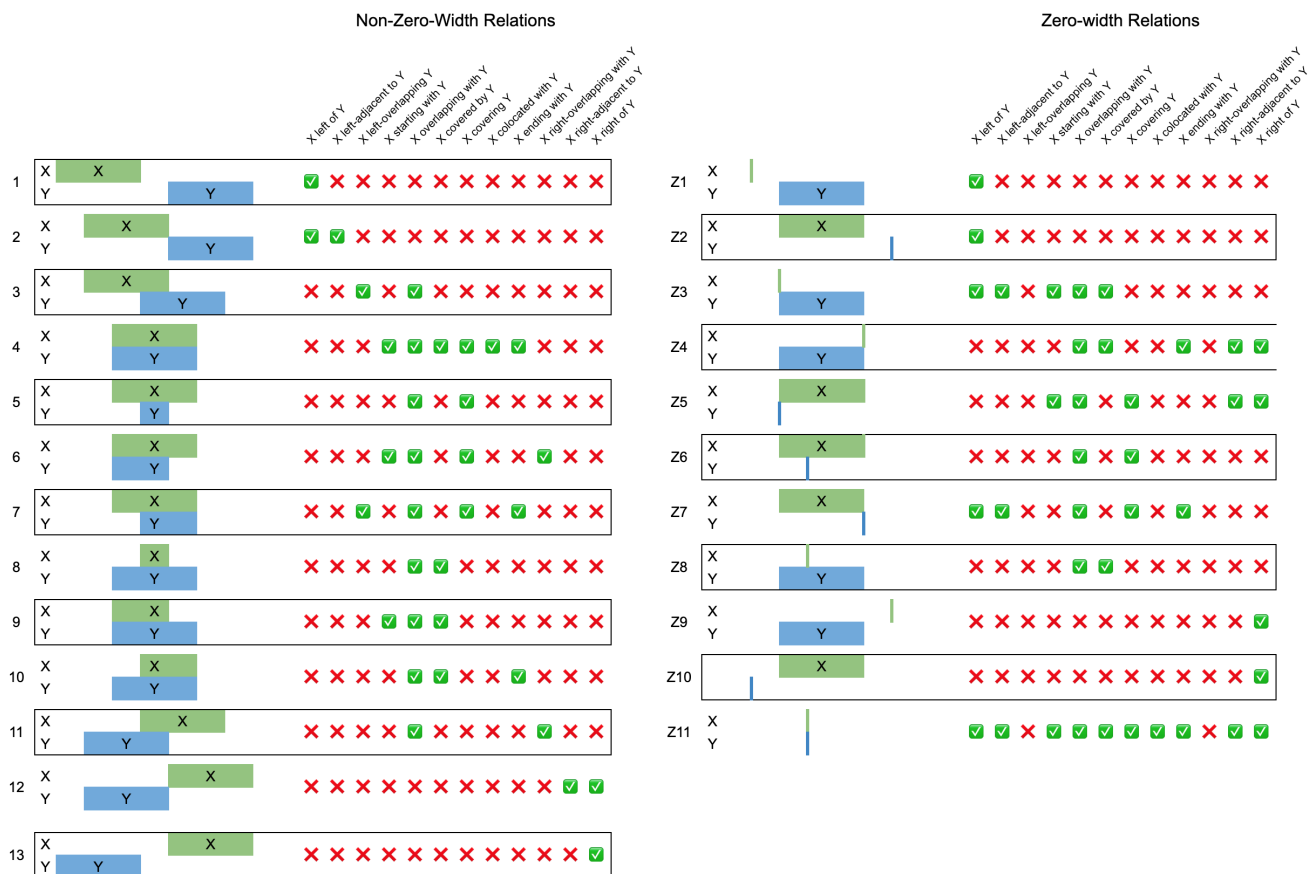 Non-Zero-Width Relations
X left of Y
X left-adjacent to Y
X left-overlapping Y
X starting with Y
X overlapping with Y
X covered by Y
X covering Y
X colocated with Y
X ending with Y
X right-overlapping with Y
X right-adjacent to Y
X right of Y
1 X X
Y Y
2 X X
Y Y
3 X X
Y Y
4 X X
Y Y
5 X X
Y Y
6 X X
Y Y
7 X X
Y Y
8 X X
Y Y
9 X X
Y Y
10 X X
Y Y
11 X X
Y Y
12 X X
Y Y
13 X X
Y Y
Zero-width Relations
X left of Y
X left-adjacent to Y
X left-overlapping Y
X starting with Y
X overlapping with Y
X covered by Y
X covering Y
X colocated with Y
X ending with Y
X right-overlapping with Y
X right-adjacent to Y
X right of Y
Z1 X
Y Y
Z2 X X
Y
Z3 X
Y Y
Z4 X
Y Y
Z5 X X
Y
Z6 X X
Y
Z7 X X
Y
Z8 X
Y Y
Z9 X
Y Y
Z10 X X
Y
Z11 X
Y